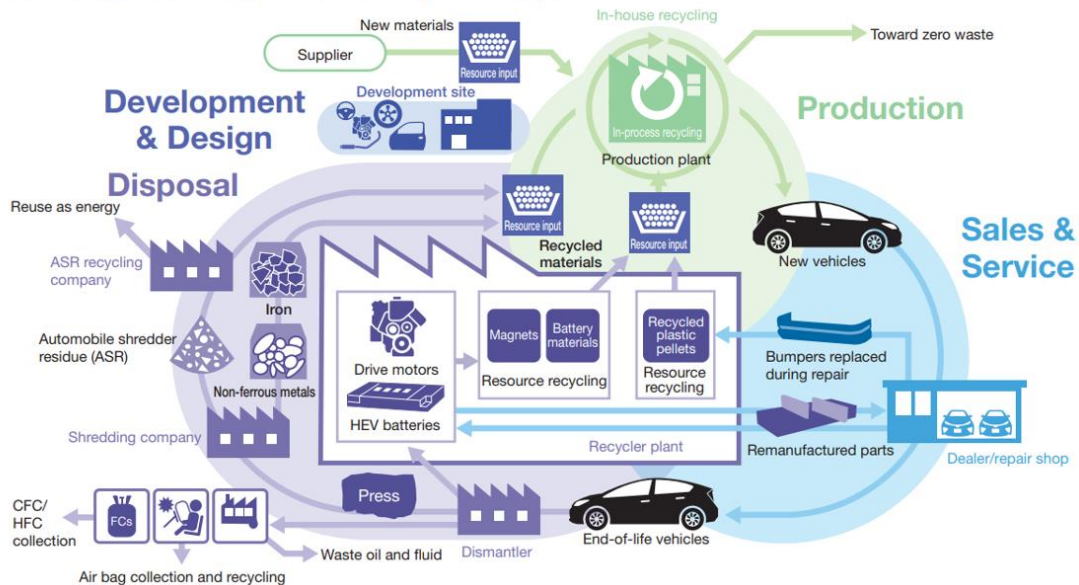 In-house recycling
New materials
Supplier
Resource input
Toward zero waste
Development
& Design
Development site
In-process recycling
Production plant
Production
Disposal
Reuse as energy
ASR recycling
company
Iron
Resource input
Recycled
materials
Resource input
New vehicles
Sales &
Service
Automobile shredder
residue (ASR)
Non-ferrous metals
Drive motors
HEV batteries
Magnets
Battery
materials
Resource recycling
Recycled
plastic
pellets
Resource
recycling
Bumpers replaced
during repair
Shredding company
Recycler plant
Remanufactured parts
Dealer/repair shop
CFC/
HFC
collection
FCs
Press
Dismantler
End-of-life vehicles
Waste oil and fluid
Air bag collection and recycling